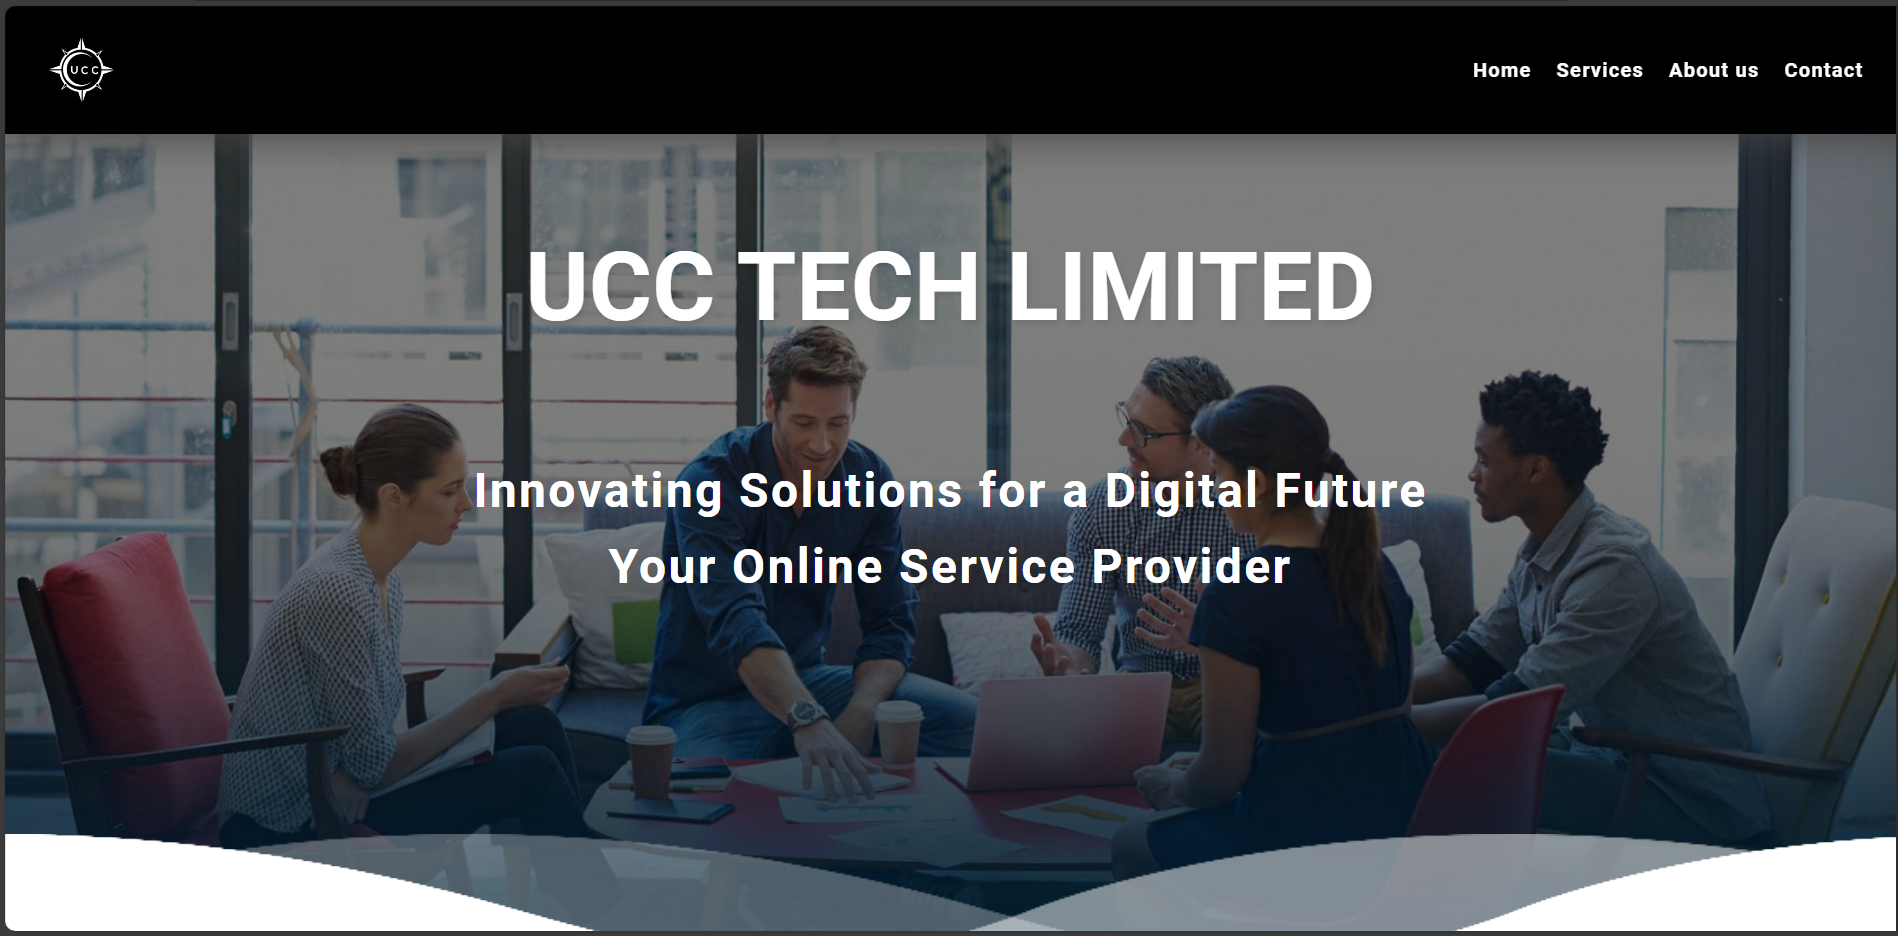 UCC
Home Services About us Contact
UCC TECH LIMITED
Innovating Solutions for a Digital Future
Your Online Service Provider